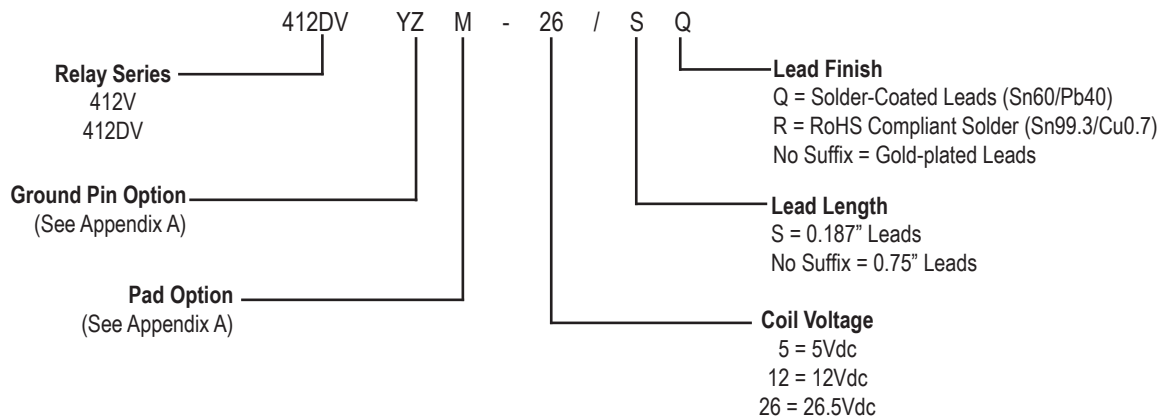 412DV YZ M - 26 / S Q
Relay Series
412V
412DV
Ground Pin Option
(See Appendix A)
Pad Option
(See Appendix A)
Lead Finish
Q = Solder-Coated Leads (Sn60/Pb40)
R = RoHS Compliant Solder (Sn99.3/Cu0.7)
No Suffix = Gold-plated Leads
Lead Length
S = 0.187” Leads
No Suffix = 0.75” Leads
Coil Voltage
5 = 5Vdc
12 = 12Vdc
26 = 26.5Vdc